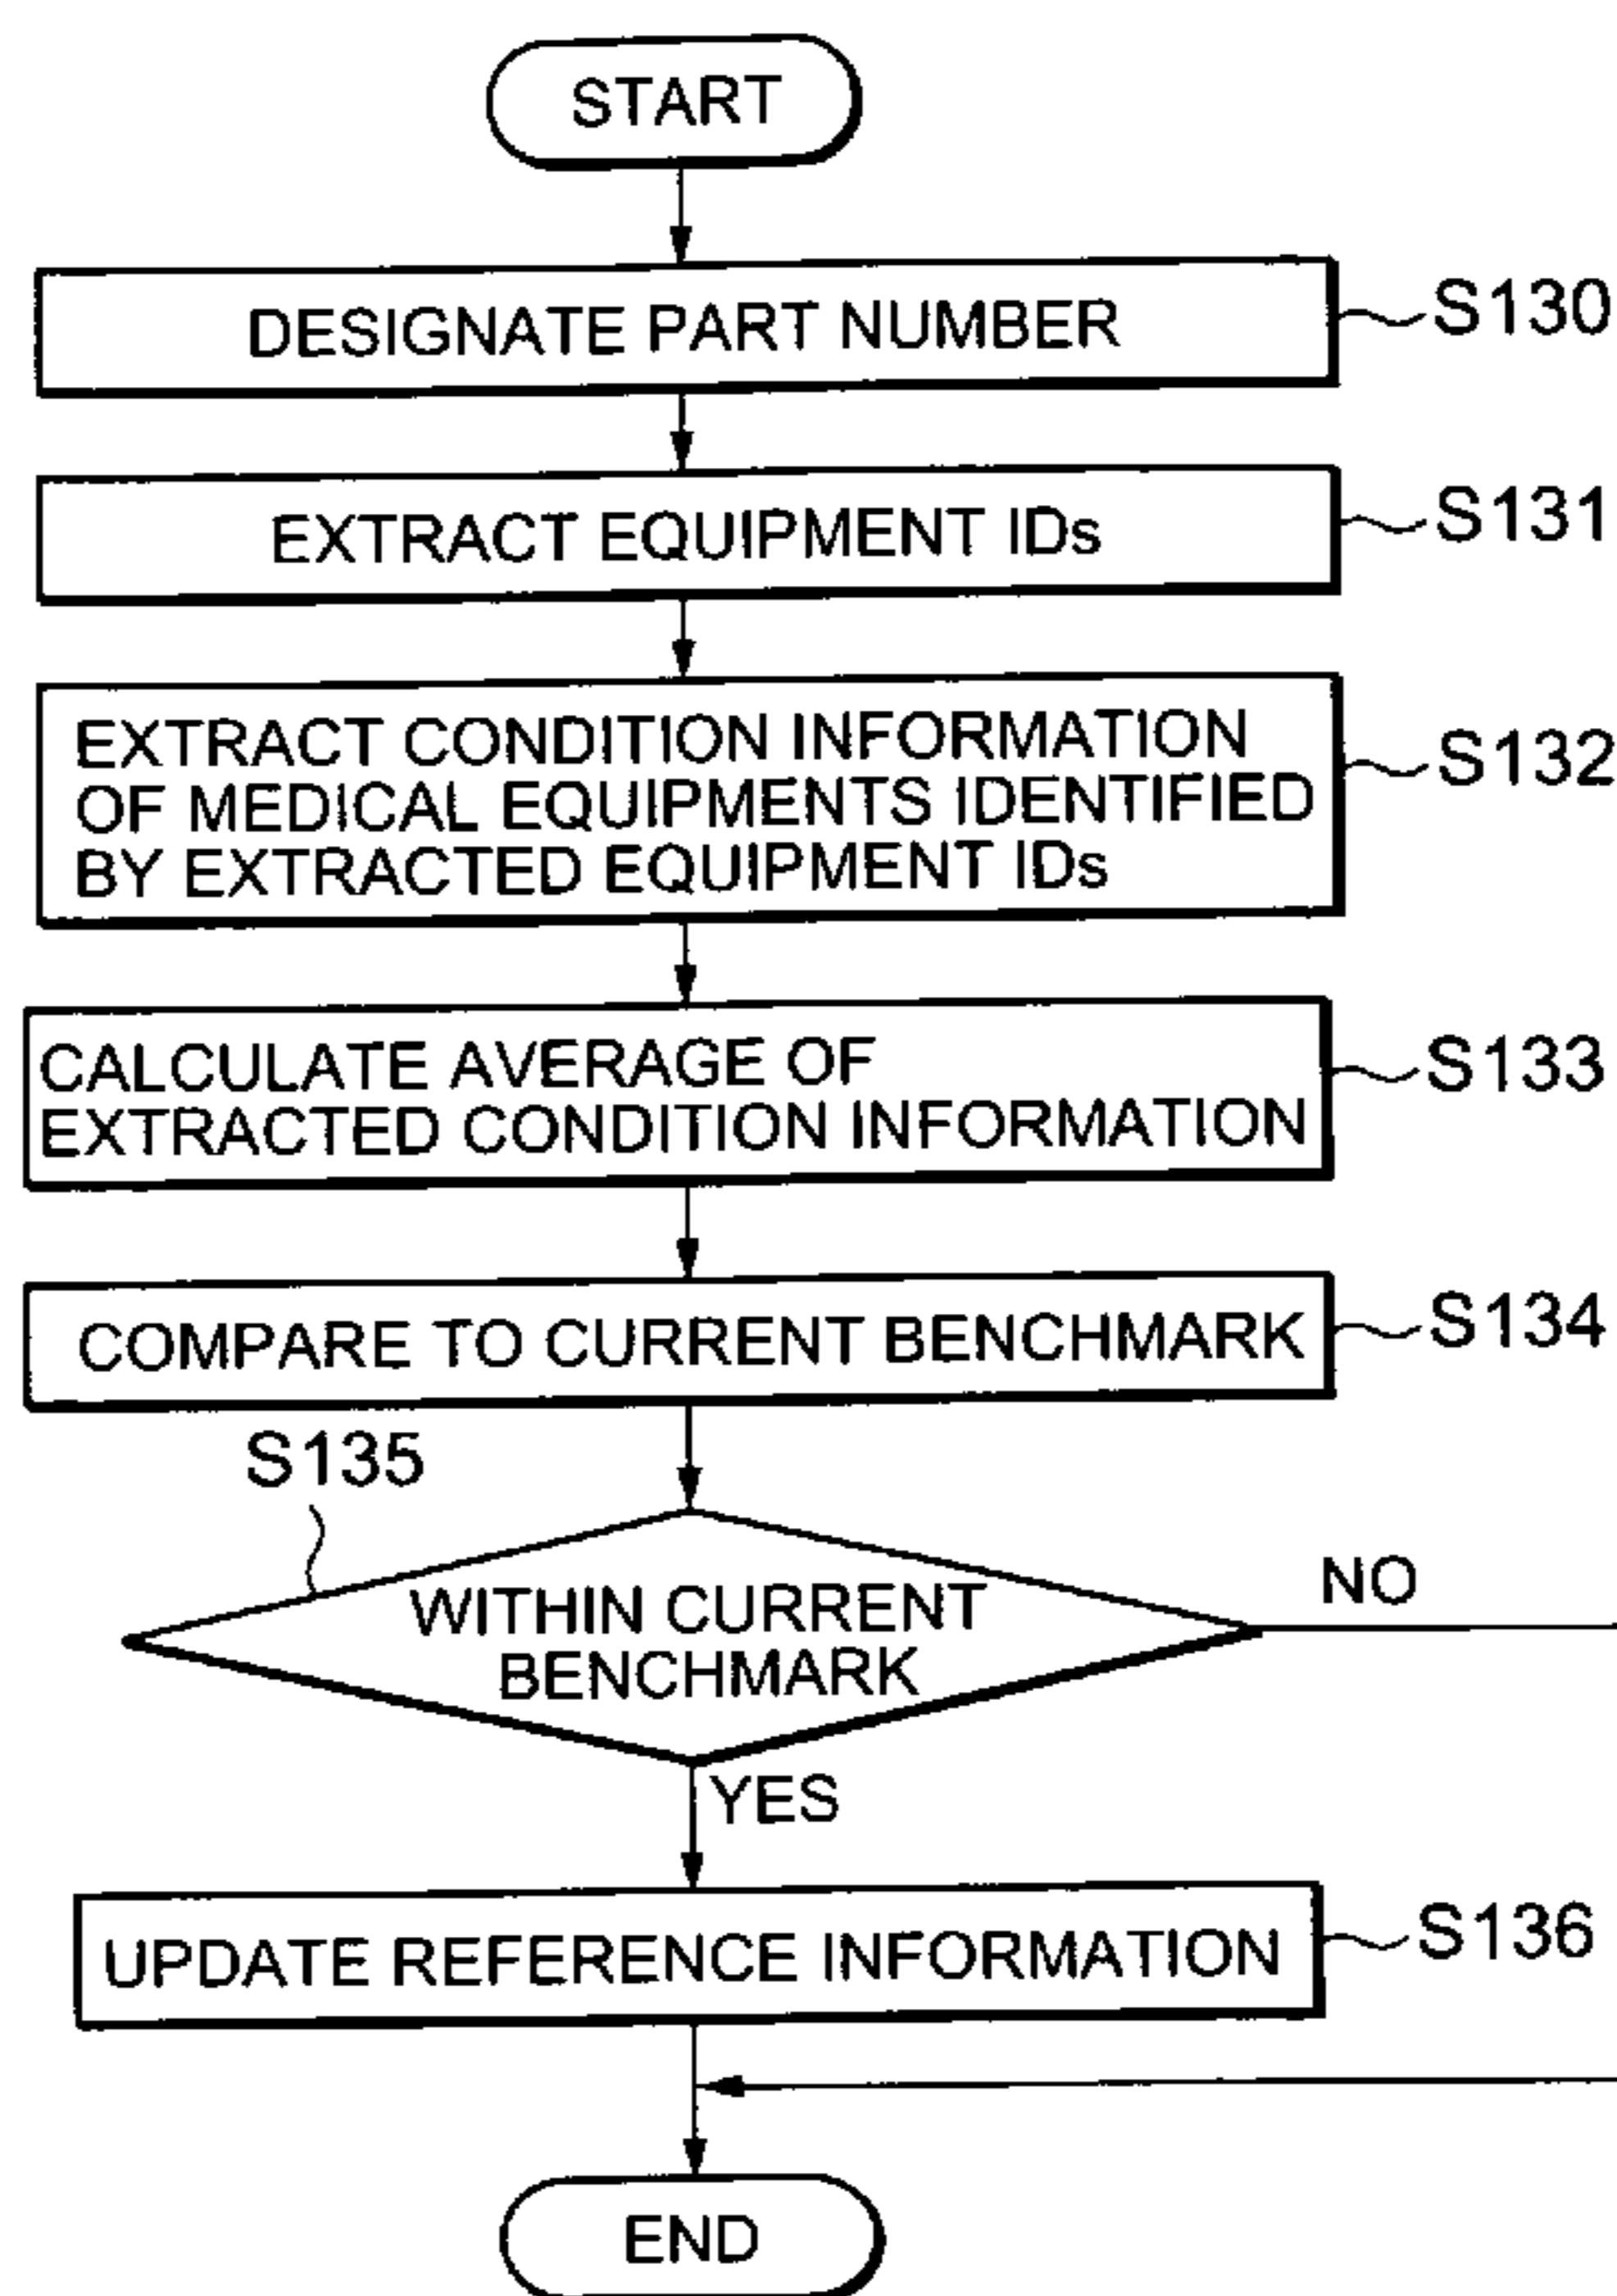 START
DESIGNATE PART NUMBER
S130
EXTRACT EQUIPMENT IDs
S131
EXTRACT CONDITION INFORMATION
OF MEDICAL EQUIPMENTS IDENTIFIED
BY EXTRACTED EQUIPMENT IDs
S132
CALCULATE AVERAGE OF
EXTRACTED CONDITION INFORMATION
S133
COMPARE TO CURRENT BENCHMARK
S134
S135
WITHIN CURRENT
BENCHMARK
NO
YES
UPDATE REFERENCE INFORMATION
S136
END